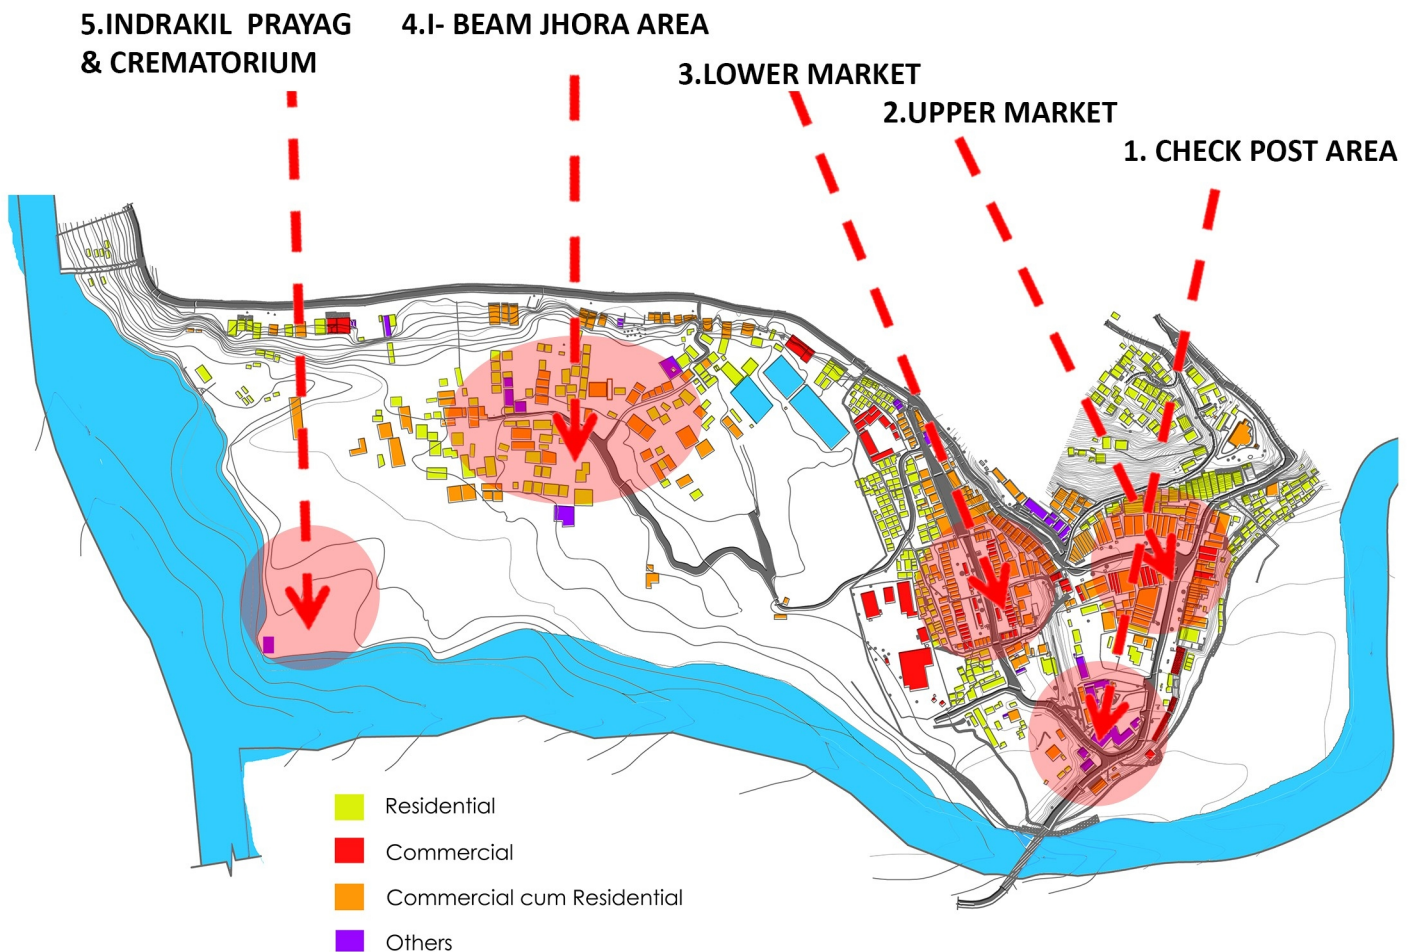 5.INDRAKIL PRAYAG
& CREMATORIUM
4.I- BEAM JHORA AREA
3.LOWER MARKET
2.UPPER MARKET
1. CHECK POST AREA
Residential
Commercial
Commercial cum Residential
Others